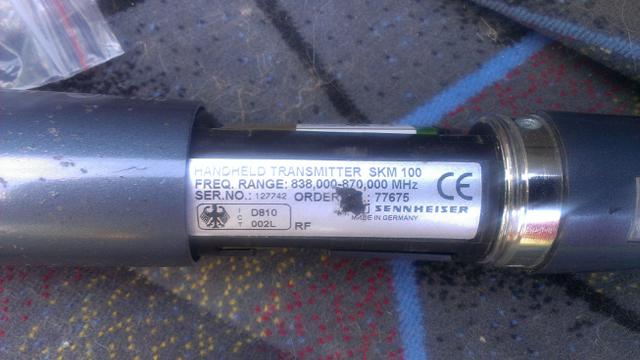 HANDHELD TRANSMITTER SKM 100
FREQ. RANGE: 838,000-870,000 MHz
SER.NO.: 127742 ORDER : 77675
CE
SENNHEISER
MADE IN GERMANY
ICT
D810
002L
RF